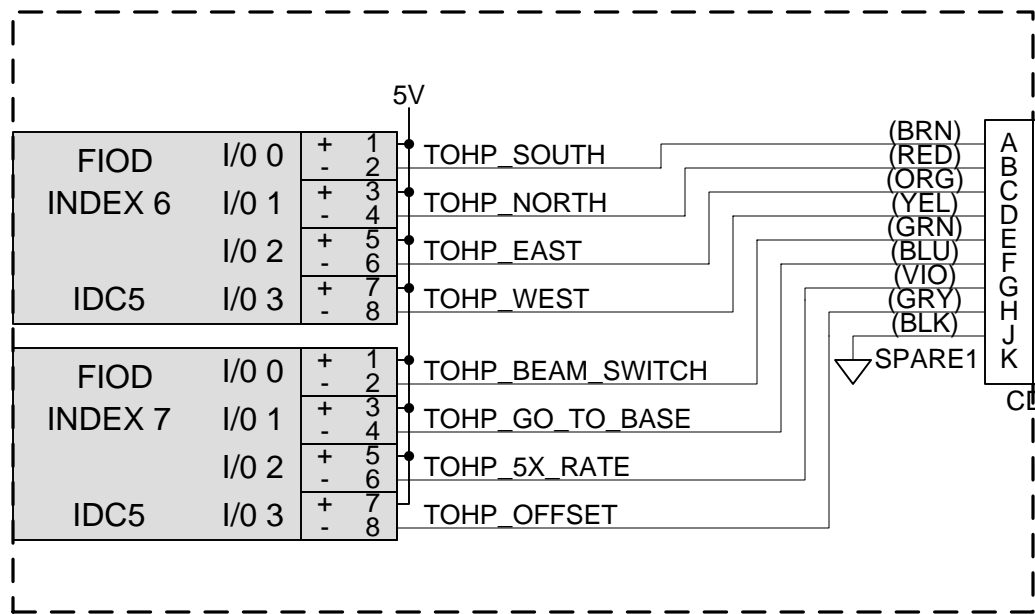 5V
FIOD
INDEX 6
IDC5
I/0 0
I/0 1
I/0 2
I/0 3
+ 1
- 2
+ 3
- 4
+ 5
- 6
+ 7
- 8
TOHP_SOUTH
TOHP_NORTH
TOHP_EAST
TOHP_WEST
FIOD
INDEX 7
IDC5
I/0 0
I/0 1
I/0 2
I/0 3
+ 1
- 2
+ 3
- 4
+ 5
- 6
+ 7
- 8
TOHP_BEAM_SWITCH
TOHP_GO_TO_BASE
TOHP_5X_RATE
TOHP_OFFSET
(BRN) A
(RED) B
(ORG) C
(YEL) D
(GRN) E
(BLU) F
(VIO) G
(GRY) H
(BLK) J
SPARE1 K